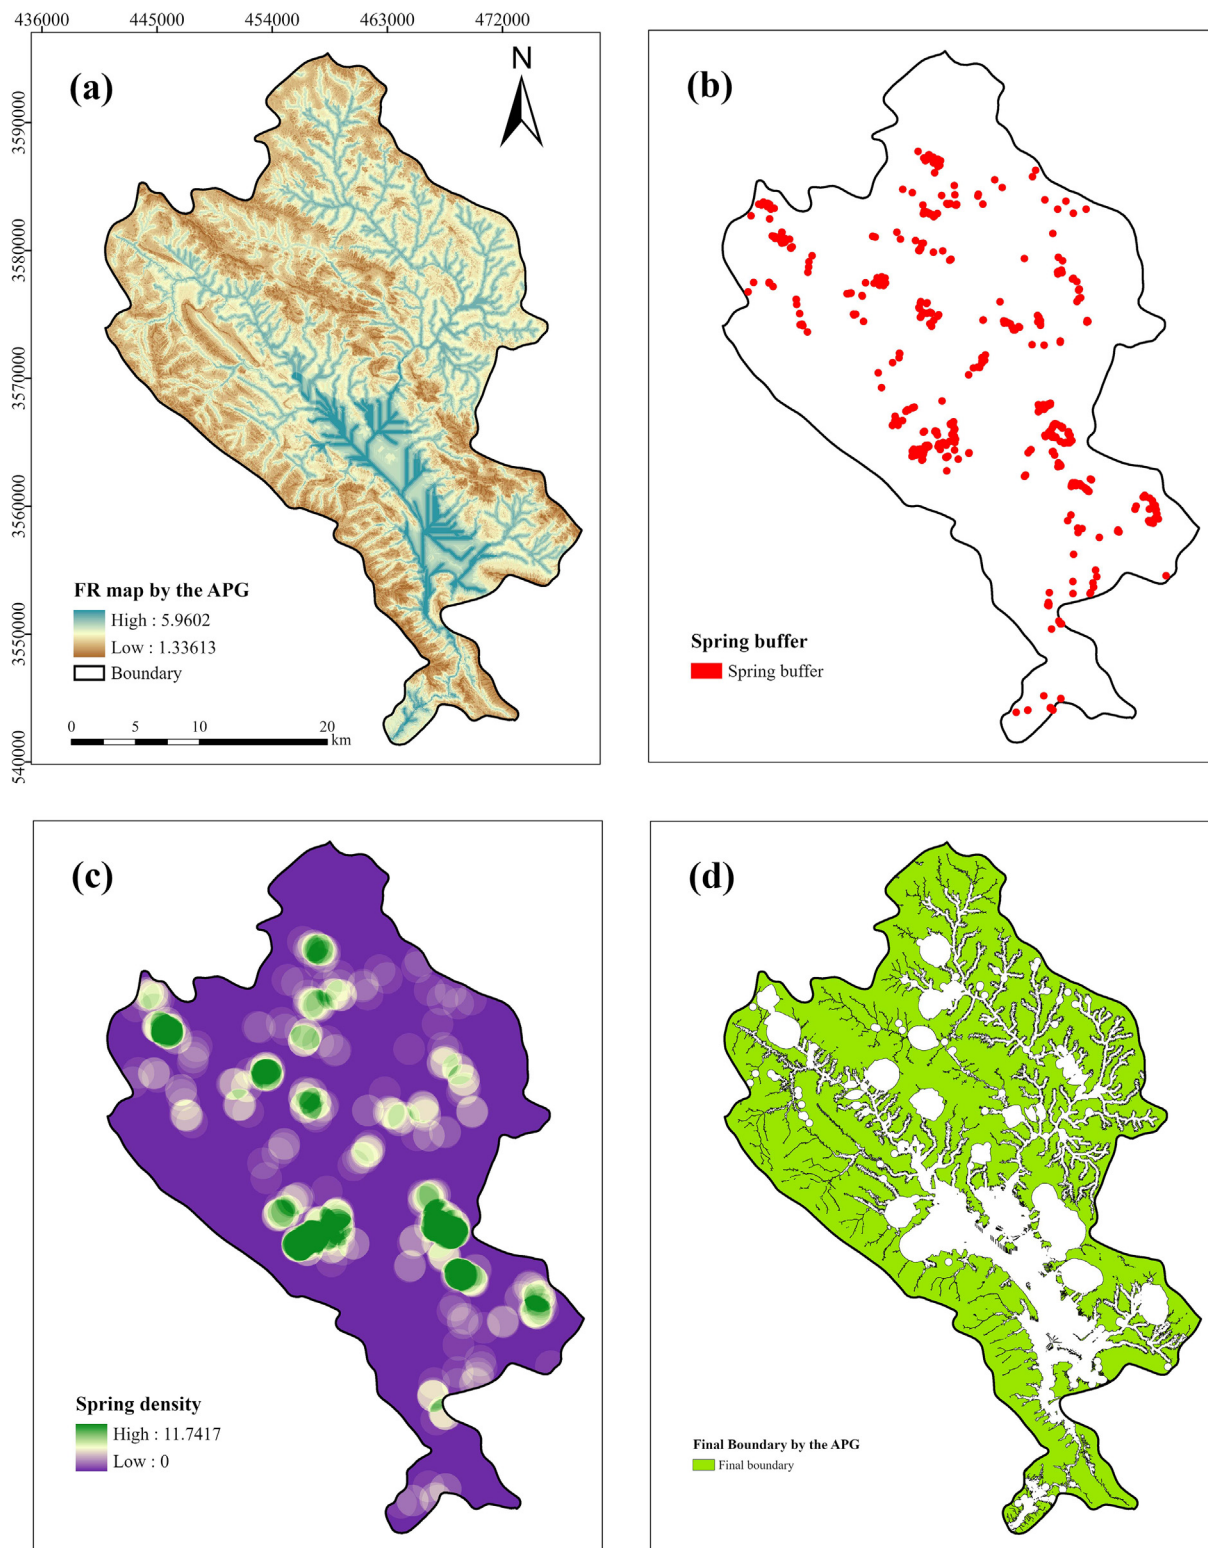 436000 445000 454000 463000 472000
(a)
N
3590000
3580000
3570000
3560000
3550000
540000
FR map by the APG
High : 5.9602
Low : 1.33613
Boundary
0 5 10 20
km
(b)
Spring buffer
Spring buffer
(c)
Spring density
High : 11.7417
Low : 0
(d)
Final Boundary by the APG
Final boundary